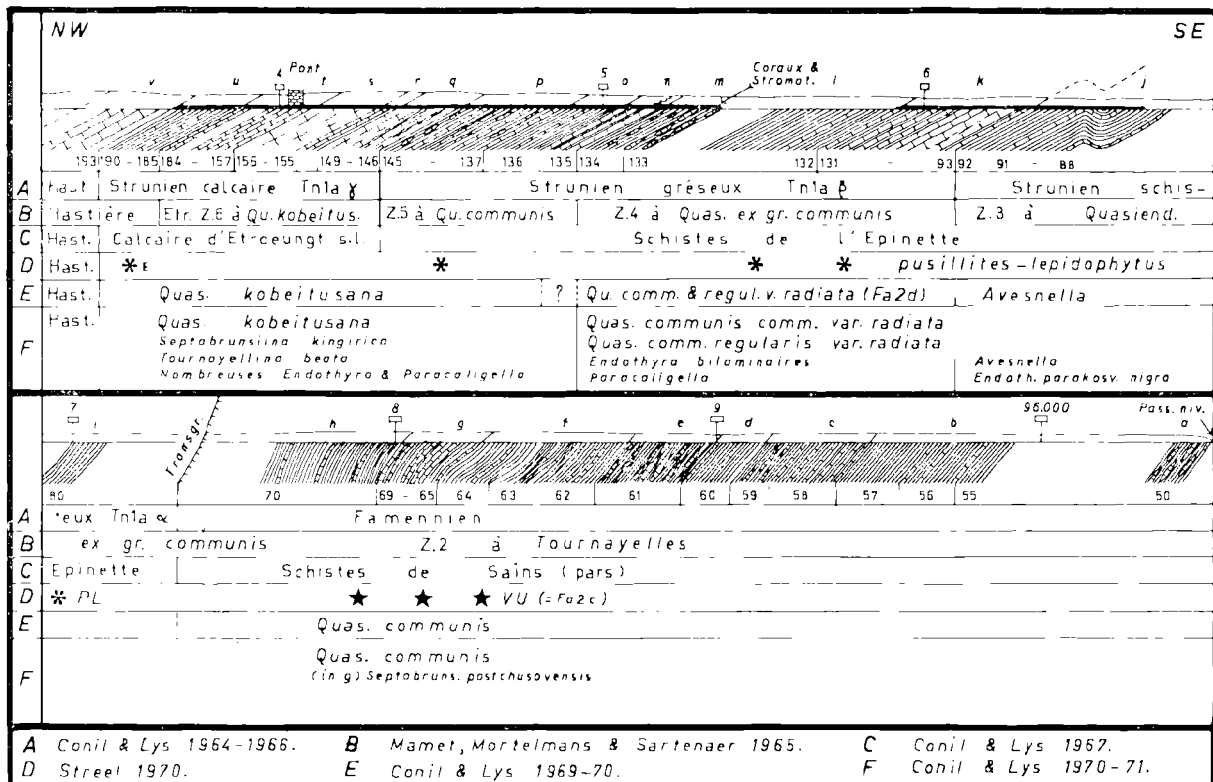 NW SE
Coraux &
Stromat.
Pont
v u 4 t s r q p 5 o n m l 6 k j
193 190 - 185 184 - 157 156 - 155 149 - 146 145 - 137 136 135 134 133 132 131 - 93 92 91 - 88
A Hast Strunien calcaire Tn1a γ Strunien gréseux Tn1a β Strunien schis-
B Hastière Etr. Z.6 à Qu. kobeitus. Z.5 à Qu. communis Z.4 à Quas. ex gr. communis Z.3 à Quasiend.
C Hast. Calcaire d'Etroeungt s.l. Schistes de l'Epinette
D Hast. * E * * * pusillites-lepidophytus
E Hast. Quas. kobeitusana ? Qu. comm. & regul. v. radiata (Fa2d) Avesnella
F Hast. Quas. kobeitusana Quas. communis comm. var. radiata
Septabrunsiina kingirica Quas. comm. regularis var. radiata
Tournayellina beata Endothyra bilaminaires Avesnella
Nombreuses Endothyra & Paracaligella Paracaligella Endoth. parakosv. nigra
7 i Transgr. h 8 g f e 9 d c b 96.000 Pass. niv. a
80 70 69 - 65 64 63 62 61 60 59 58 57 56 55 50
A teux Tn1a α Famennien
B ex gr. communis Z.2 à Tournayelles
C Epinette Schistes de Sains (pars)
D * PL ★ ★ ★ VU (=Fa2c)
E Quas. communis
F Quas. communis
(in g) Septabruns. postchusovensis
A Conil & Lys 1964-1966. B Mamet, Mortelmans & Sartenaer 1965. C Conil & Lys 1967.
D Streel 1970. E Conil & Lys 1969-70. F Conil & Lys 1970-71.